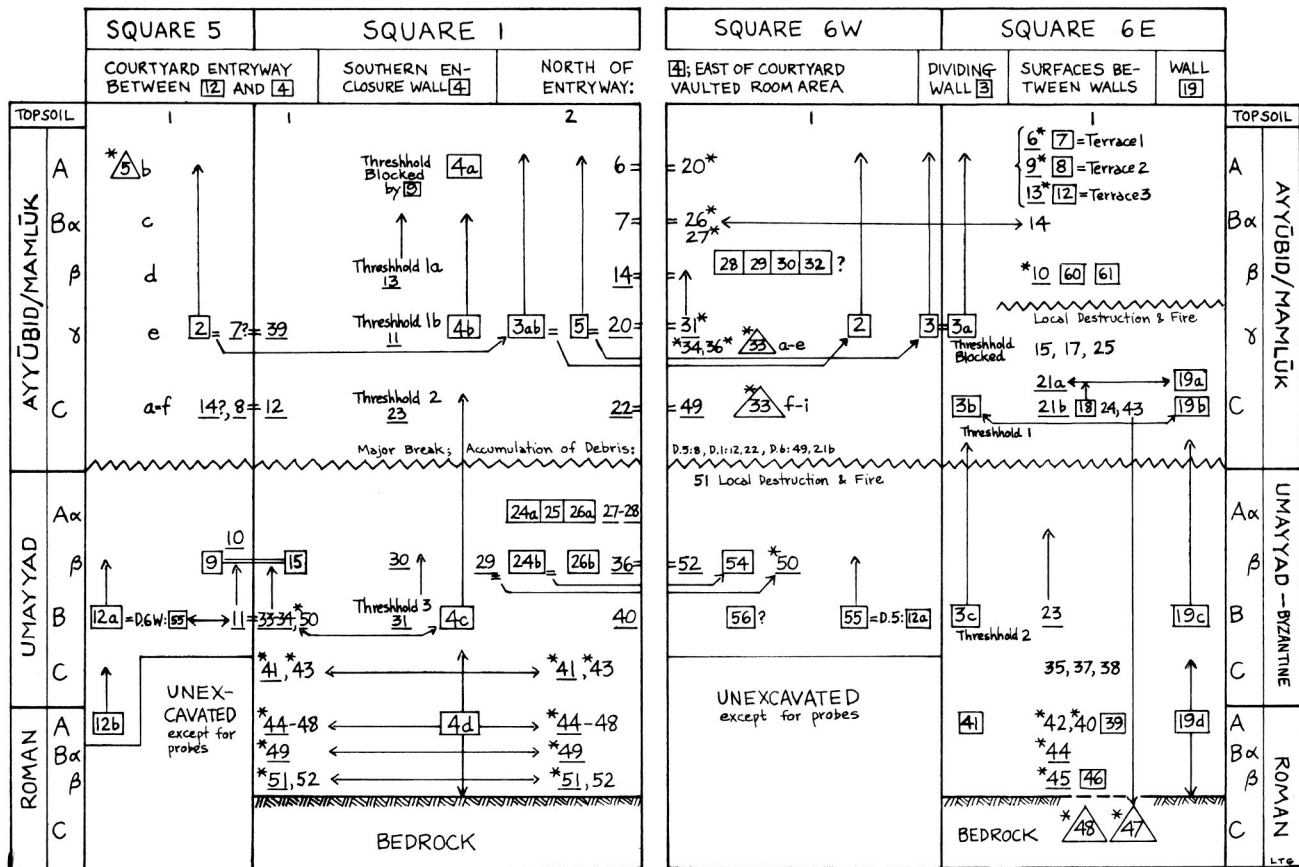 SQUARE 5 SQUARE 1 SQUARE 6W SQUARE 6E
COURTYARD ENTRYWAY
BETWEEN 12 AND 4
SOUTHERN EN-
CLOSURE WALL 4
NORTH OF
ENTRYWAY:
4; EAST OF COURTYARD
VAULTED ROOM AREA
DIVIDING
WALL 3
SURFACES BE-
TWEEN WALLS
WALL
19
TOPSOIL 1 1 2 1 1 TOPSOIL
AYYŪBID/MAMLŪK
A *5 b Threshhold
Blocked
by 9
4a 6= =20*
{6* 7 =Terrace 1
9* 8 =Terrace 2
13* 12 =Terrace 3
A
Bα c 7= =26* 14 Bα
27*
β d Threshhold 1a
13
14= 28 29 30 32 ? *10 60 61 β
Local Destruction & Fire
γ e 2 = 7?= 39 Threshhold 1b
11
4b 3ab = 5 = 20= =31* 2 3 = 3a γ
*34,36* *33 a-e
Threshhold
Blocked
15, 17, 25
21a 19a
C a=f 14?, 8= 12 Threshhold 2
23
22= =49 *33 f-i 3b 21b 18 24,43 19b C
Threshhold 1
Major Break; Accumulation of Debris: D.5:8, D.1:12,22, D.6:49,21b
AYYŪBID/MAMLŪK
51 Local Destruction & Fire
UMAYYAD
Aα 24a 25 26a 27-28 Aα
10
β 9 15 30 29 = 24b = 26b 36= =52 54 *50 β
B 12a =D.6W: 55 11= 33-34,*50 Threshhold 3
31
4c 40 56 ? 55 =D.5: 12a 3c 23 19c B
Threshhold 2
C *41,*43 *41,*43 35, 37, 38 C
UMAYYAD–BYZANTINE
UNEX-
CAVATED
except for
probes
UNEXCAVATED
except for probes
ROMAN
A 12b *44-48 4d *44-48 41 *42,*40 39 19d A
Bα *49 *49 *44 Bα
β *51, 52 *51, 52 *45 46 β
C BEDROCK BEDROCK *48 *47 C
ROMAN
LTG